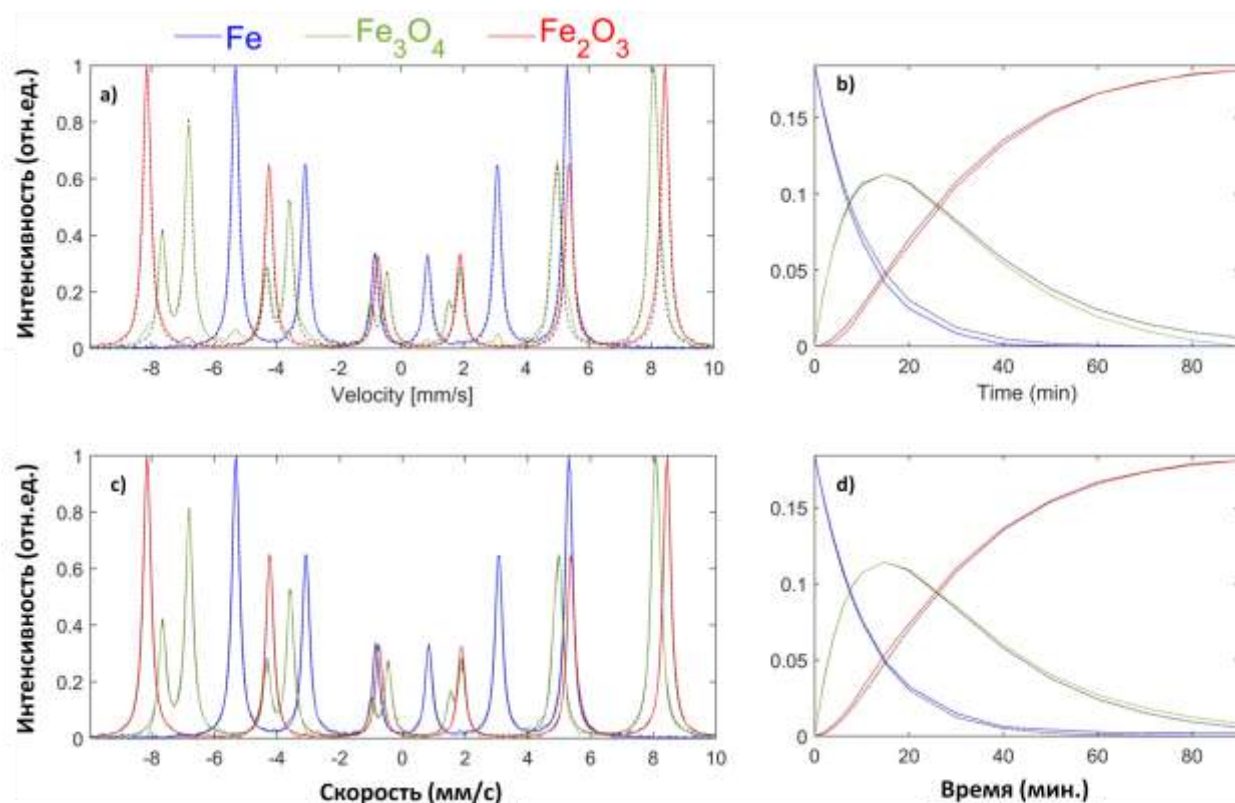 Fe Fe₃O₄ Fe₂O₃
Интенсивность (отн.ед.)
a)
1
0.8
0.6
0.4
0.2
0
-8 -6 -4 -2 0 2 4 6 8 10
Velocity [mm/s]
b)
0.15
0.1
0.05
0
20 40 60 80
Time (min)
Интенсивность (отн.ед.)
c)
1
0.8
0.6
0.4
0.2
0
-8 -6 -4 -2 0 2 4 6 8 10
Скорость (мм/с)
d)
0.15
0.1
0.05
0
20 40 60 80
Время (мин.)